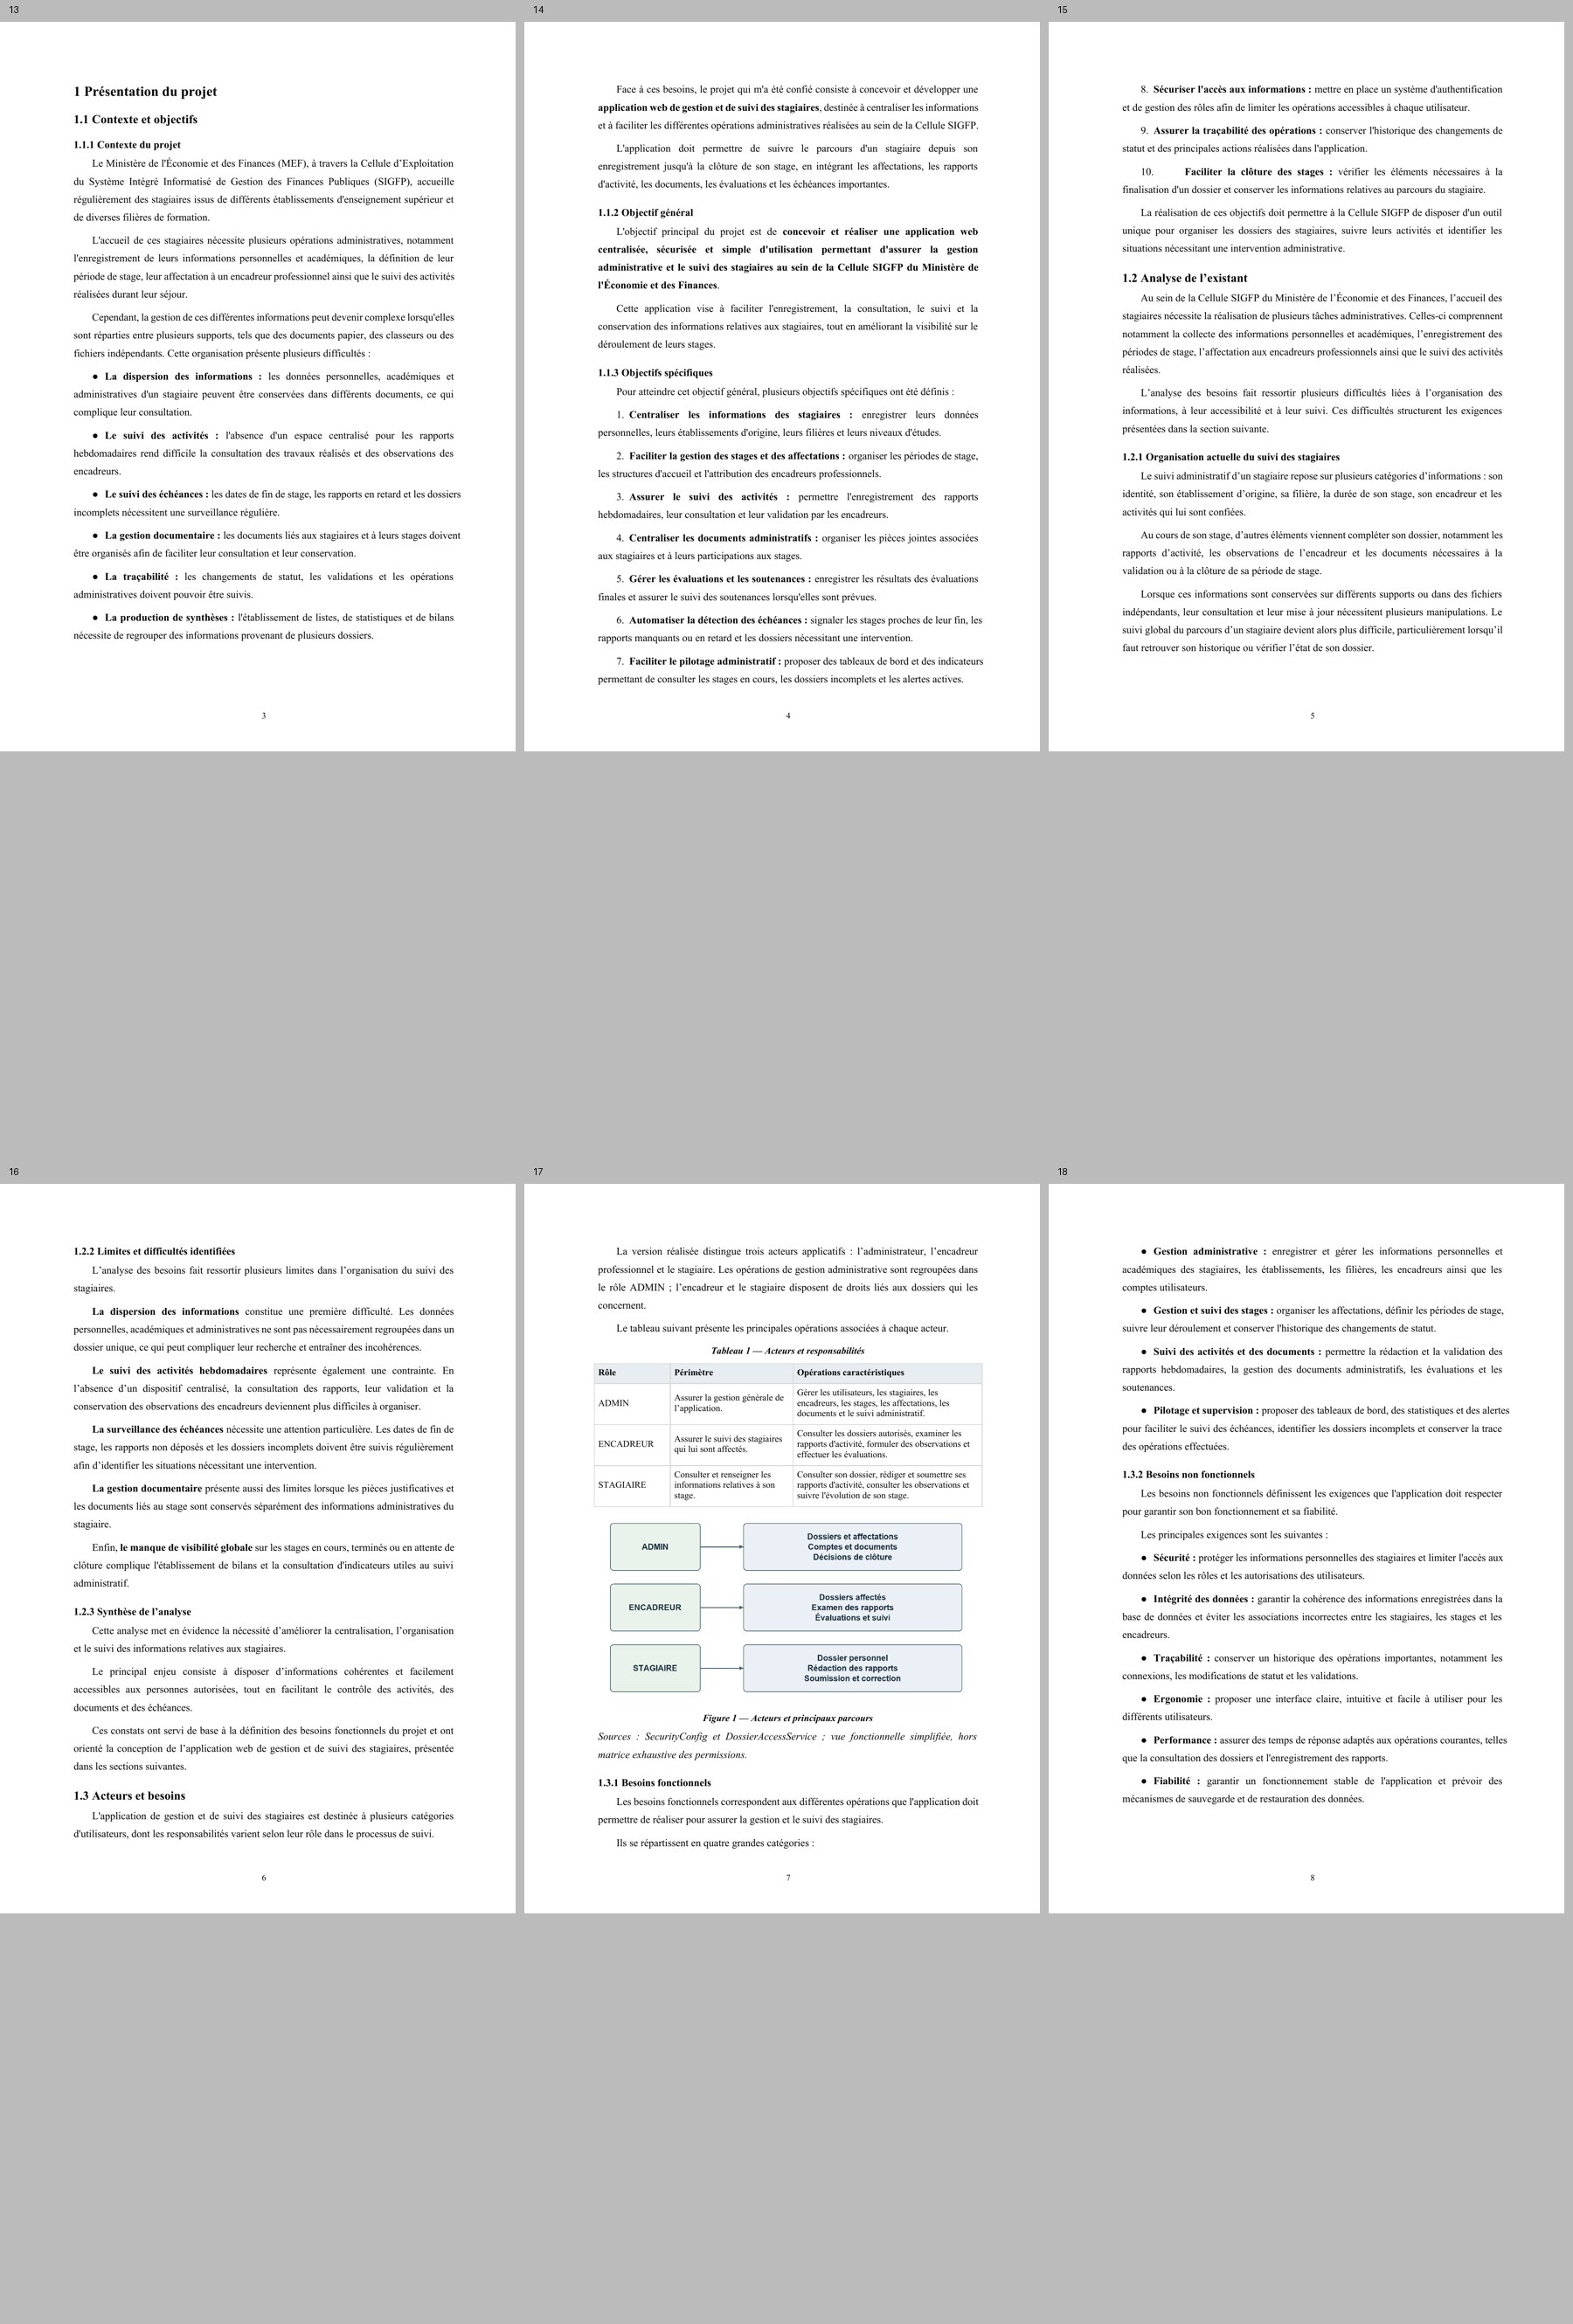 13
1 Présentation du projet
1.1 Contexte et objectifs
1.1.1 Contexte du projet
Le Ministère de l'Économie et des Finances (MEF), à travers la Cellule d’Exploitation
du Système Intégré Informatisé de Gestion des Finances Publiques (SIGFP), accueille
régulièrement des stagiaires issus de différents établissements d'enseignement supérieur et
de diverses filières de formation.
L'accueil de ces stagiaires nécessite plusieurs opérations administratives, notamment
l'enregistrement de leurs informations personnelles et académiques, la définition de leur
période de stage, leur affectation à un encadreur professionnel ainsi que le suivi des activités
réalisées durant leur séjour.
Cependant, la gestion de ces différentes informations peut devenir complexe lorsqu'elles
sont réparties entre plusieurs supports, tels que des documents papier, des classeurs ou des
fichiers indépendants. Cette organisation présente plusieurs difficultés :
● La dispersion des informations : les données personnelles, académiques et
administratives d'un stagiaire peuvent être conservées dans différents documents, ce qui
complique leur consultation.
● Le suivi des activités : l'absence d'un espace centralisé pour les rapports
hebdomadaires rend difficile la consultation des travaux réalisés et des observations des
encadreurs.
● Le suivi des échéances : les dates de fin de stage, les rapports en retard et les dossiers
incomplets nécessitent une surveillance régulière.
● La gestion documentaire : les documents liés aux stagiaires et à leurs stages doivent
être organisés afin de faciliter leur consultation et leur conservation.
● La traçabilité : les changements de statut, les validations et les opérations
administratives doivent pouvoir être suivis.
● La production de synthèses : l'établissement de listes, de statistiques et de bilans
nécessite de regrouper des informations provenant de plusieurs dossiers.
3
14
Face à ces besoins, le projet qui m'a été confié consiste à concevoir et développer une
application web de gestion et de suivi des stagiaires, destinée à centraliser les informations
et à faciliter les différentes opérations administratives réalisées au sein de la Cellule SIGFP.
L'application doit permettre de suivre le parcours d'un stagiaire depuis son
enregistrement jusqu'à la clôture de son stage, en intégrant les affectations, les rapports
d'activité, les documents, les évaluations et les échéances importantes.
1.1.2 Objectif général
L'objectif principal du projet est de concevoir et réaliser une application web
centralisée, sécurisée et simple d'utilisation permettant d'assurer la gestion
administrative et le suivi des stagiaires au sein de la Cellule SIGFP du Ministère de
l'Économie et des Finances.
Cette application vise à faciliter l'enregistrement, la consultation, le suivi et la
conservation des informations relatives aux stagiaires, tout en améliorant la visibilité sur le
déroulement de leurs stages.
1.1.3 Objectifs spécifiques
Pour atteindre cet objectif général, plusieurs objectifs spécifiques ont été définis :
1. Centraliser les informations des stagiaires : enregistrer leurs données
personnelles, leurs établissements d'origine, leurs filières et leurs niveaux d'études.
2. Faciliter la gestion des stages et des affectations : organiser les périodes de stage,
les structures d'accueil et l'attribution des encadreurs professionnels.
3. Assurer le suivi des activités : permettre l'enregistrement des rapports
hebdomadaires, leur consultation et leur validation par les encadreurs.
4. Centraliser les documents administratifs : organiser les pièces jointes associées
aux stagiaires et à leurs participations aux stages.
5. Gérer les évaluations et les soutenances : enregistrer les résultats des évaluations
finales et assurer le suivi des soutenances lorsqu'elles sont prévues.
6. Automatiser la détection des échéances : signaler les stages proches de leur fin, les
rapports manquants ou en retard et les dossiers nécessitant une intervention.
7. Faciliter le pilotage administratif : proposer des tableaux de bord et des indicateurs
permettant de consulter les stages en cours, les dossiers incomplets et les alertes actives.
4
15
8. Sécuriser l'accès aux informations : mettre en place un système d'authentification
et de gestion des rôles afin de limiter les opérations accessibles à chaque utilisateur.
9. Assurer la traçabilité des opérations : conserver l'historique des changements de
statut et des principales actions réalisées dans l'application.
10. Faciliter la clôture des stages : vérifier les éléments nécessaires à la
finalisation d'un dossier et conserver les informations relatives au parcours du stagiaire.
La réalisation de ces objectifs doit permettre à la Cellule SIGFP de disposer d'un outil
unique pour organiser les dossiers des stagiaires, suivre leurs activités et identifier les
situations nécessitant une intervention administrative.
1.2 Analyse de l’existant
Au sein de la Cellule SIGFP du Ministère de l’Économie et des Finances, l’accueil des
stagiaires nécessite la réalisation de plusieurs tâches administratives. Celles-ci comprennent
notamment la collecte des informations personnelles et académiques, l’enregistrement des
périodes de stage, l’affectation aux encadreurs professionnels ainsi que le suivi des activités
réalisées.
L’analyse des besoins fait ressortir plusieurs difficultés liées à l’organisation des
informations, à leur accessibilité et à leur suivi. Ces difficultés structurent les exigences
présentées dans la section suivante.
1.2.1 Organisation actuelle du suivi des stagiaires
Le suivi administratif d’un stagiaire repose sur plusieurs catégories d’informations : son
identité, son établissement d’origine, sa filière, la durée de son stage, son encadreur et les
activités qui lui sont confiées.
Au cours de son stage, d’autres éléments viennent compléter son dossier, notamment les
rapports d’activité, les observations de l’encadreur et les documents nécessaires à la
validation ou à la clôture de sa période de stage.
Lorsque ces informations sont conservées sur différents supports ou dans des fichiers
indépendants, leur consultation et leur mise à jour nécessitent plusieurs manipulations. Le
suivi global du parcours d’un stagiaire devient alors plus difficile, particulièrement lorsqu’il
faut retrouver son historique ou vérifier l’état de son dossier.
5
16
1.2.2 Limites et difficultés identifiées
L’analyse des besoins fait ressortir plusieurs limites dans l’organisation du suivi des
stagiaires.
La dispersion des informations constitue une première difficulté. Les données
personnelles, académiques et administratives ne sont pas nécessairement regroupées dans un
dossier unique, ce qui peut compliquer leur recherche et entraîner des incohérences.
Le suivi des activités hebdomadaires représente également une contrainte. En
l’absence d’un dispositif centralisé, la consultation des rapports, leur validation et la
conservation des observations des encadreurs deviennent plus difficiles à organiser.
La surveillance des échéances nécessite une attention particulière. Les dates de fin de
stage, les rapports non déposés et les dossiers incomplets doivent être suivis régulièrement
afin d’identifier les situations nécessitant une intervention.
La gestion documentaire présente aussi des limites lorsque les pièces justificatives et
les documents liés au stage sont conservés séparément des informations administratives du
stagiaire.
Enfin, le manque de visibilité globale sur les stages en cours, terminés ou en attente de
clôture complique l'établissement de bilans et la consultation d'indicateurs utiles au suivi
administratif.
1.2.3 Synthèse de l’analyse
Cette analyse met en évidence la nécessité d’améliorer la centralisation, l’organisation
et le suivi des informations relatives aux stagiaires.
Le principal enjeu consiste à disposer d’informations cohérentes et facilement
accessibles aux personnes autorisées, tout en facilitant le contrôle des activités, des
documents et des échéances.
Ces constats ont servi de base à la définition des besoins fonctionnels du projet et ont
orienté la conception de l’application web de gestion et de suivi des stagiaires, présentée
dans les sections suivantes.
1.3 Acteurs et besoins
L'application de gestion et de suivi des stagiaires est destinée à plusieurs catégories
d'utilisateurs, dont les responsabilités varient selon leur rôle dans le processus de suivi.
6
17
La version réalisée distingue trois acteurs applicatifs : l’administrateur, l’encadreur
professionnel et le stagiaire. Les opérations de gestion administrative sont regroupées dans
le rôle ADMIN ; l’encadreur et le stagiaire disposent de droits liés aux dossiers qui les
concernent.
Le tableau suivant présente les principales opérations associées à chaque acteur.
Tableau 1 — Acteurs et responsabilités
Rôle Périmètre Opérations caractéristiques
ADMIN
Assurer la gestion générale de
l’application.
Gérer les utilisateurs, les stagiaires, les
encadreurs, les stages, les affectations, les
documents et le suivi administratif.
ENCADREUR
Assurer le suivi des stagiaires
qui lui sont affectés.
Consulter les dossiers autorisés, examiner les
rapports d'activité, formuler des observations et
effectuer les évaluations.
STAGIAIRE
Consulter et renseigner les
informations relatives à son
stage.
Consulter son dossier, rédiger et soumettre ses
rapports d'activité, consulter les observations et
suivre l'évolution de son stage.
ADMIN
Dossiers et affectations
Comptes et documents
Décisions de clôture
ENCADREUR
Dossiers affectés
Examen des rapports
Évaluations et suivi
STAGIAIRE
Dossier personnel
Rédaction des rapports
Soumission et correction
Figure 1 — Acteurs et principaux parcours
Sources : SecurityConfig et DossierAccessService ; vue fonctionnelle simplifiée, hors
matrice exhaustive des permissions.
1.3.1 Besoins fonctionnels
Les besoins fonctionnels correspondent aux différentes opérations que l'application doit
permettre de réaliser pour assurer la gestion et le suivi des stagiaires.
Ils se répartissent en quatre grandes catégories :
7
18
● Gestion administrative : enregistrer et gérer les informations personnelles et
académiques des stagiaires, les établissements, les filières, les encadreurs ainsi que les
comptes utilisateurs.
● Gestion et suivi des stages : organiser les affectations, définir les périodes de stage,
suivre leur déroulement et conserver l'historique des changements de statut.
● Suivi des activités et des documents : permettre la rédaction et la validation des
rapports hebdomadaires, la gestion des documents administratifs, les évaluations et les
soutenances.
● Pilotage et supervision : proposer des tableaux de bord, des statistiques et des alertes
pour faciliter le suivi des échéances, identifier les dossiers incomplets et conserver la trace
des opérations effectuées.
1.3.2 Besoins non fonctionnels
Les besoins non fonctionnels définissent les exigences que l'application doit respecter
pour garantir son bon fonctionnement et sa fiabilité.
Les principales exigences sont les suivantes :
● Sécurité : protéger les informations personnelles des stagiaires et limiter l'accès aux
données selon les rôles et les autorisations des utilisateurs.
● Intégrité des données : garantir la cohérence des informations enregistrées dans la
base de données et éviter les associations incorrectes entre les stagiaires, les stages et les
encadreurs.
● Traçabilité : conserver un historique des opérations importantes, notamment les
connexions, les modifications de statut et les validations.
● Ergonomie : proposer une interface claire, intuitive et facile à utiliser pour les
différents utilisateurs.
● Performance : assurer des temps de réponse adaptés aux opérations courantes, telles
que la consultation des dossiers et l'enregistrement des rapports.
● Fiabilité : garantir un fonctionnement stable de l'application et prévoir des
mécanismes de sauvegarde et de restauration des données.
8